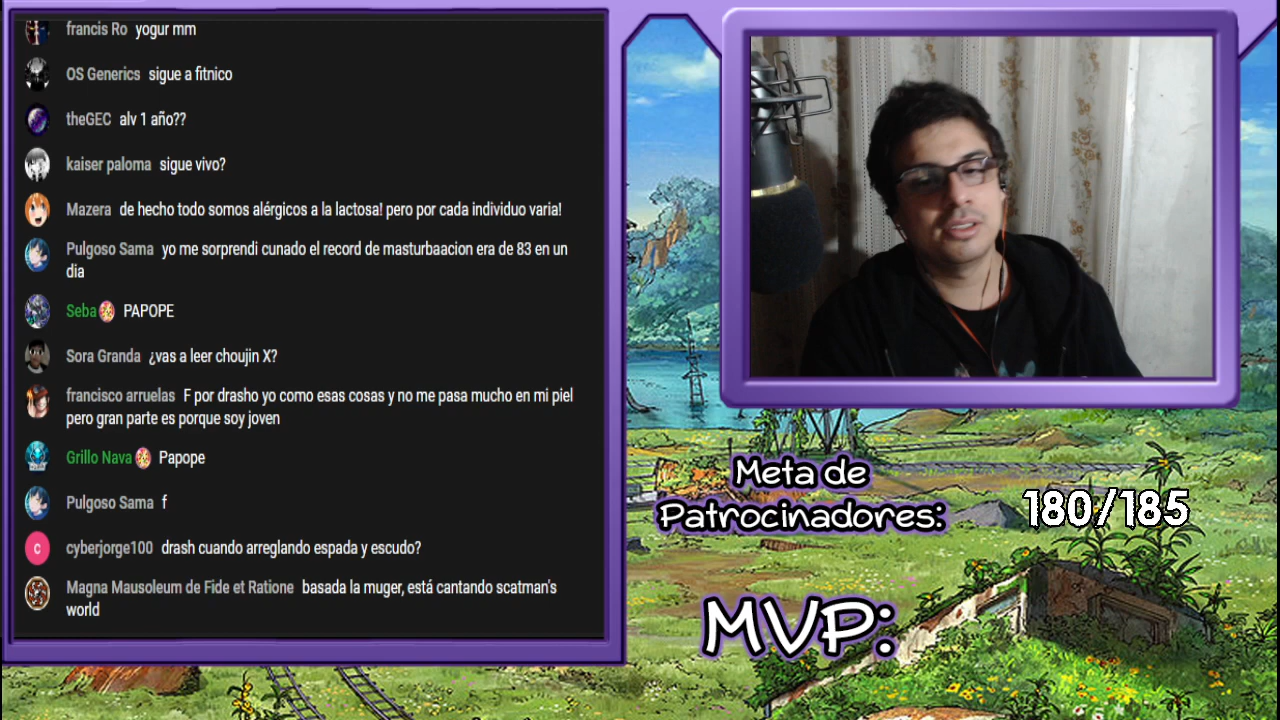 francis Ro yogur mm
OS Generics sigue a fitnico
theGEC alv 1 año??
kaiser paloma sigue vivo?
Mazera de hecho todo somos alérgicos a la lactosa! pero por cada individuo varia!
Pulgoso Sama yo me sorprendi cunado el record de masturbaacion era de 83 en un
dia
Seba PAPOPE
Sora Granda ¿vas a leer choujin X?
francisco arruelas F por drasho yo como esas cosas y no me pasa mucho en mi piel
pero gran parte es porque soy joven
Grillo Nava Papope
Pulgoso Sama f
C cyberjorge100 drash cuando arreglando espada y escudo?
Magna Mausoleum de Fide et Ratione basada la muger, está cantando scatman's
world
Meta de
Patrocinadores: 180/185
MVP: